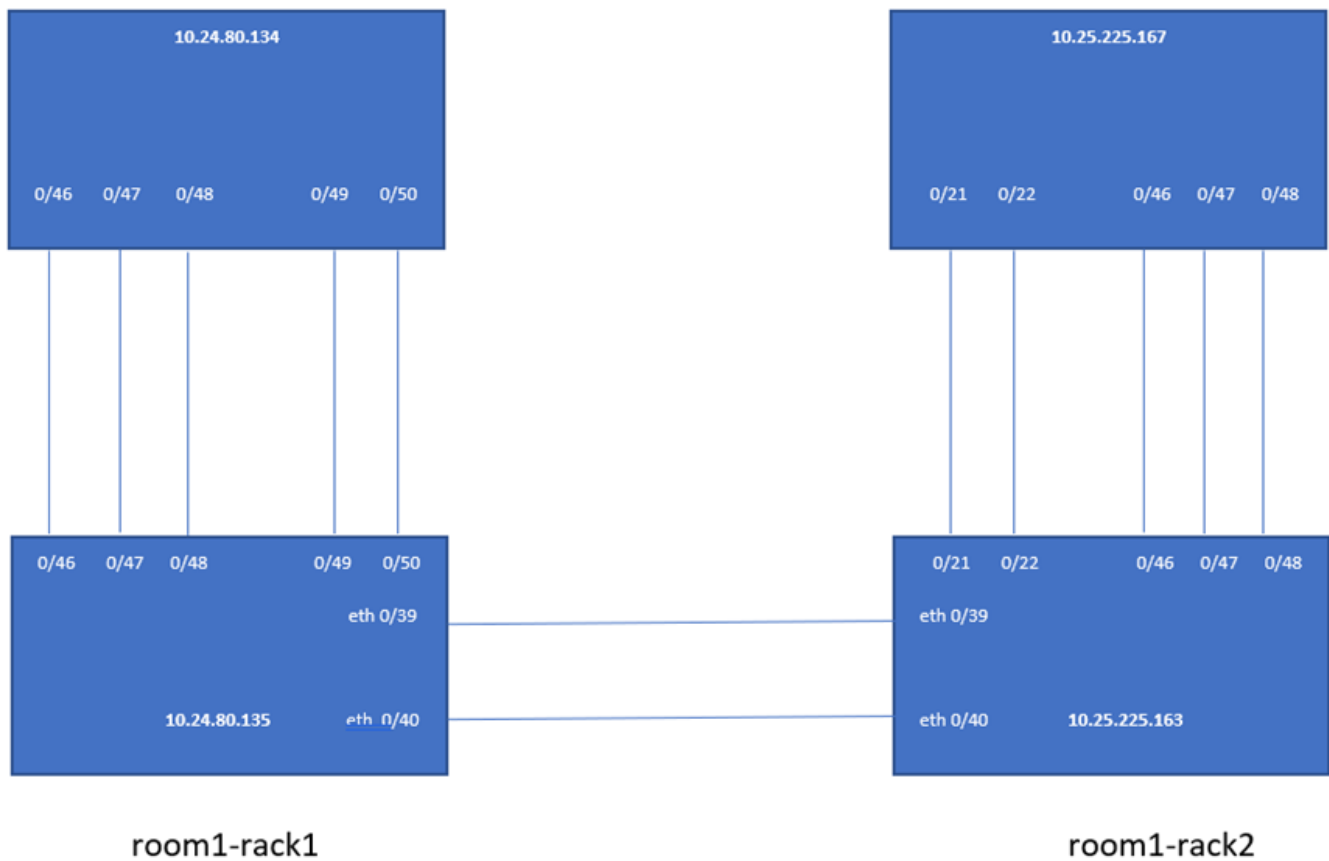 10.24.80.134
0/46 0/47 0/48 0/49 0/50
10.25.225.167
0/21 0/22 0/46 0/47 0/48
0/46 0/47 0/48 0/49 0/50
eth 0/39
10.24.80.135 eth 0/40
0/21 0/22 0/46 0/47 0/48
eth 0/39
eth 0/40 10.25.225.163
room1-rack1
room1-rack2